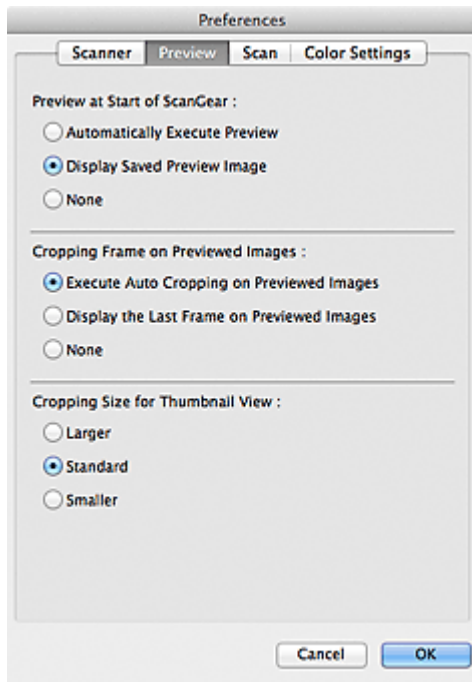 Preferences
Scanner Preview Scan Color Settings
Preview at Start of ScanGear :
Automatically Execute Preview
Display Saved Preview Image
None
Cropping Frame on Previewed Images :
Execute Auto Cropping on Previewed Images
Display the Last Frame on Previewed Images
None
Cropping Size for Thumbnail View :
Larger
Standard
Smaller
Cancel OK